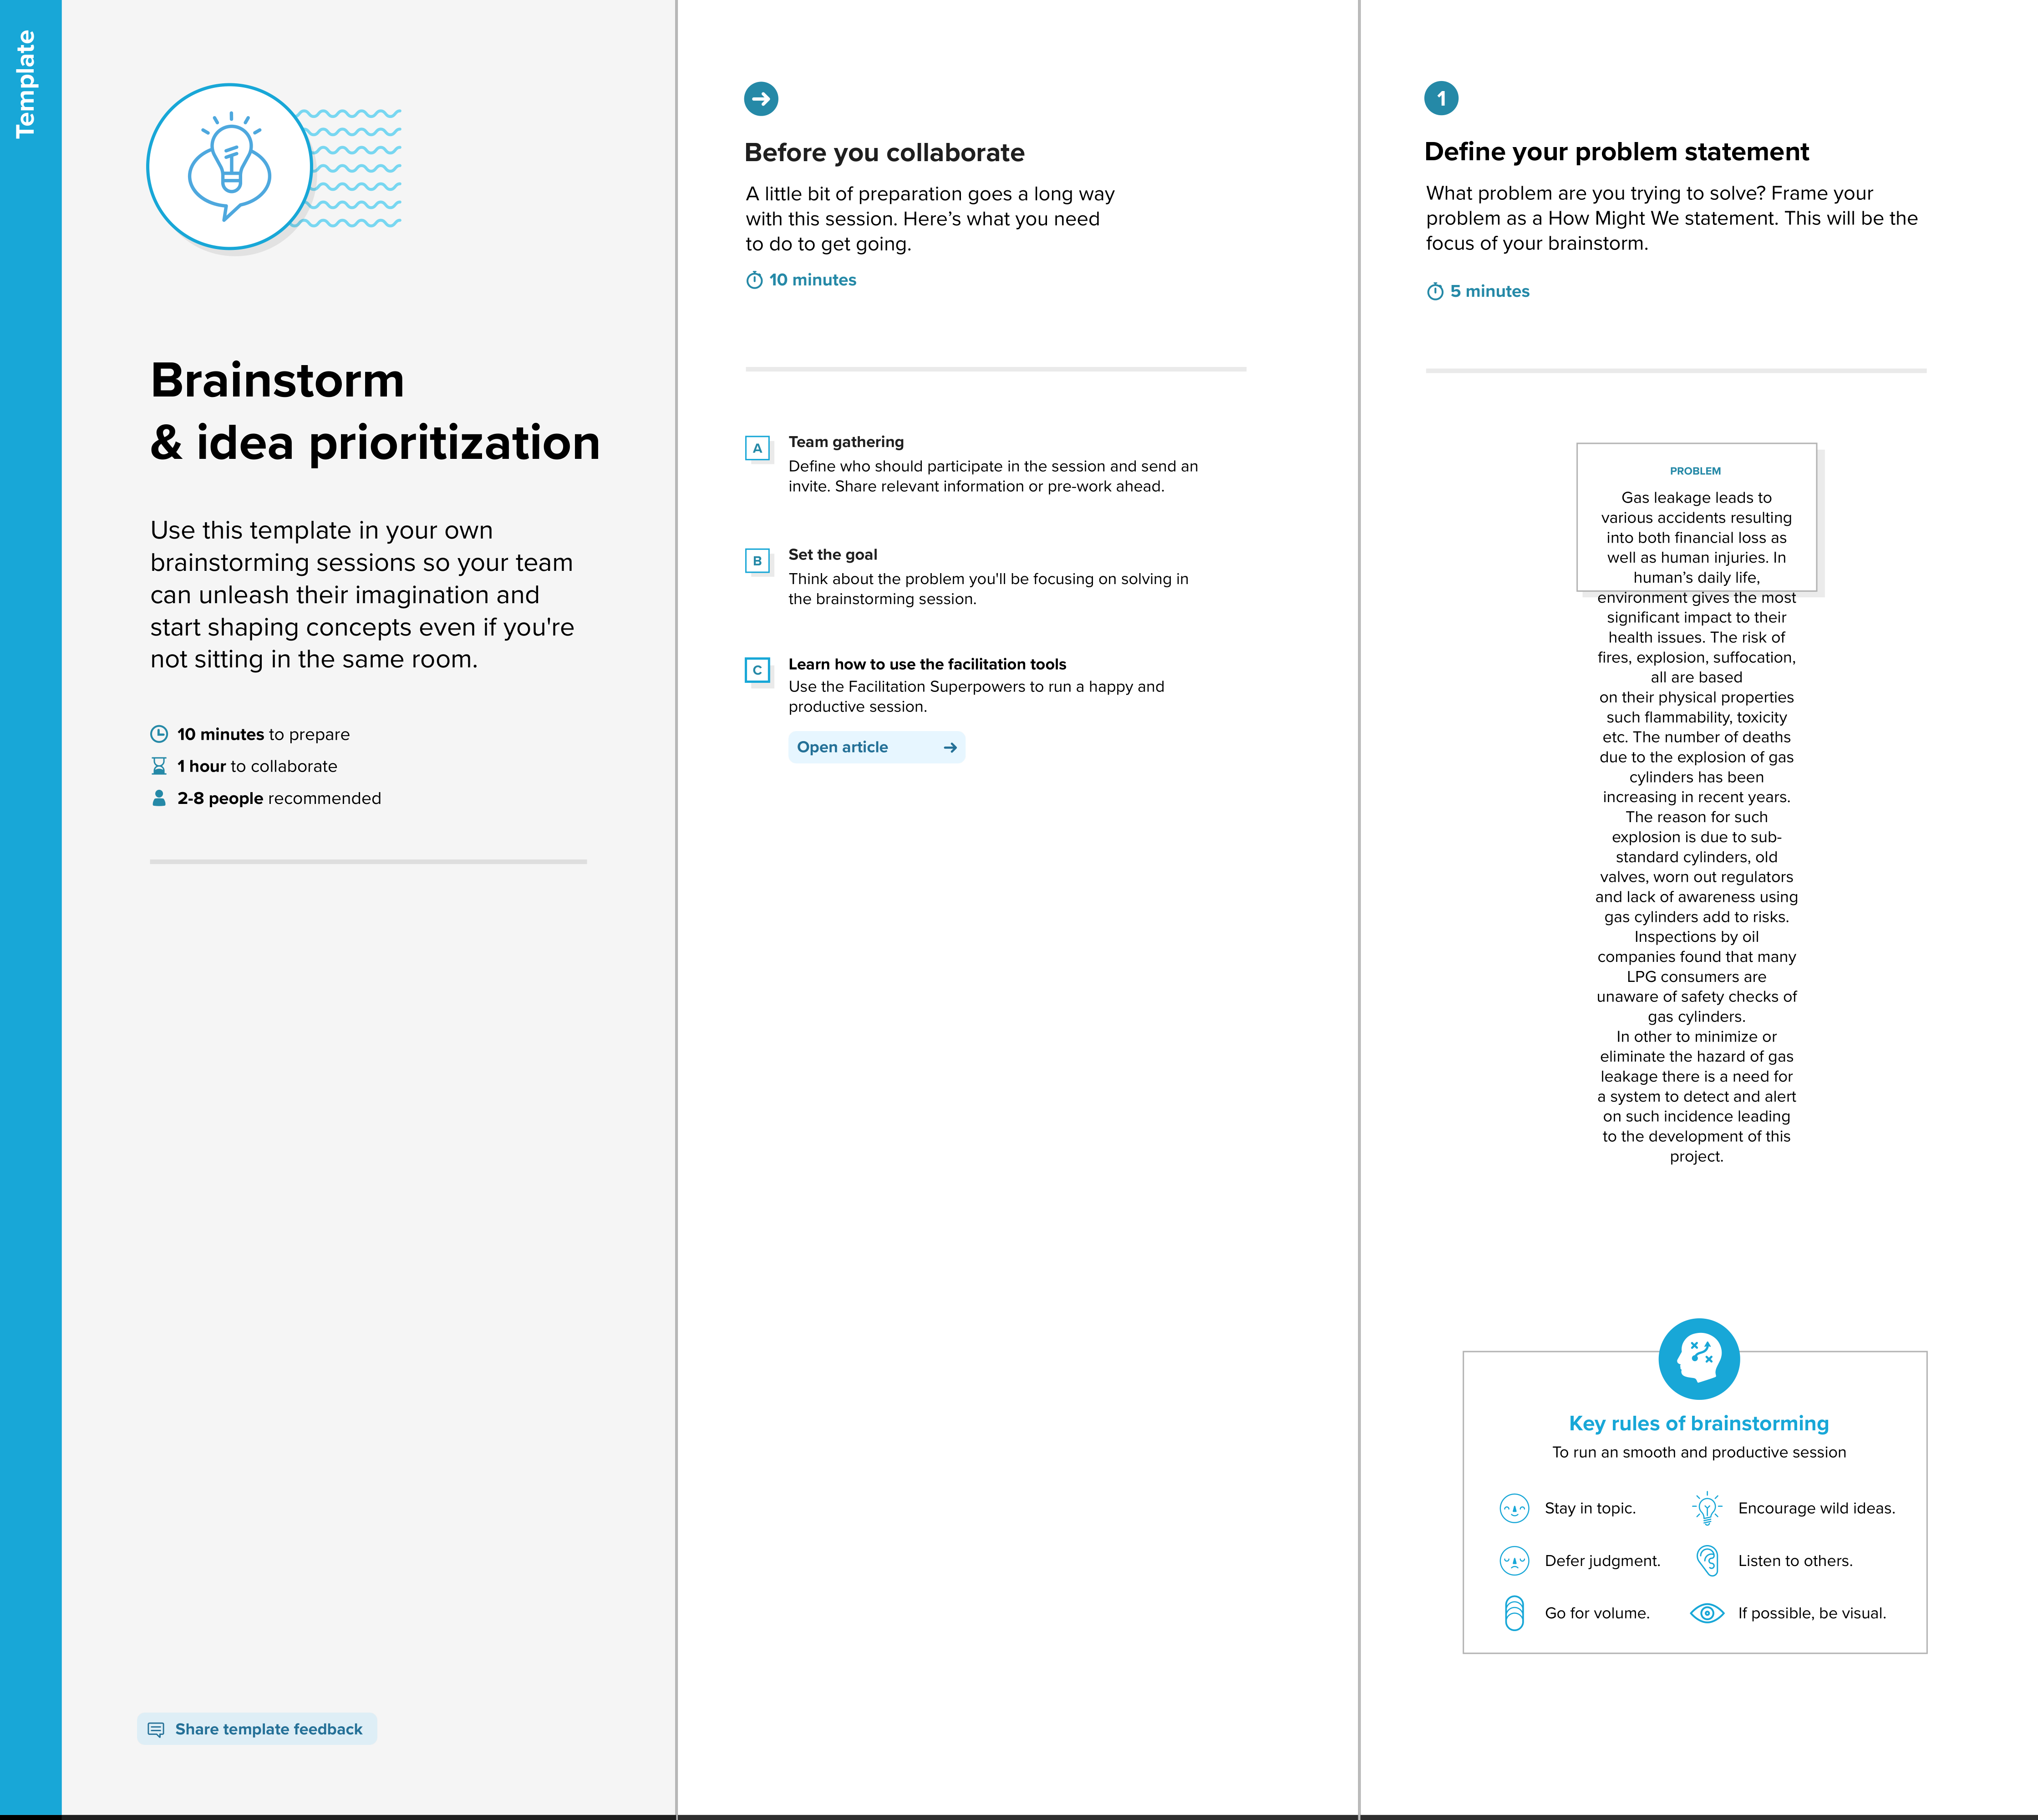 Template
Brainstorm
& idea prioritization
Use this template in your own
brainstorming sessions so your team
can unleash their imagination and
start shaping concepts even if you're
not sitting in the same room.
10 minutes to prepare
1 hour to collaborate
2-8 people recommended
Share template feedback
Before you collaborate
A little bit of preparation goes a long way
with this session. Here’s what you need
to do to get going.
10 minutes
A
Team gathering
Define who should participate in the session and send an
invite. Share relevant information or pre-work ahead.
B
Set the goal
Think about the problem you'll be focusing on solving in
the brainstorming session.
C
Learn how to use the facilitation tools
Use the Facilitation Superpowers to run a happy and
productive session.
Open article
1
Define your problem statement
What problem are you trying to solve? Frame your
problem as a How Might We statement. This will be the
focus of your brainstorm.
5 minutes
PROBLEM
Gas leakage leads to
various accidents resulting
into both financial loss as
well as human injuries. In
human’s daily life,
environment gives the most
significant impact to their
health issues. The risk of
fires, explosion, suffocation,
all are based
on their physical properties
such flammability, toxicity
etc. The number of deaths
due to the explosion of gas
cylinders has been
increasing in recent years.
The reason for such
explosion is due to sub-
standard cylinders, old
valves, worn out regulators
and lack of awareness using
gas cylinders add to risks.
Inspections by oil
companies found that many
LPG consumers are
unaware of safety checks of
gas cylinders.
In other to minimize or
eliminate the hazard of gas
leakage there is a need for
a system to detect and alert
on such incidence leading
to the development of this
project.
Key rules of brainstorming
To run an smooth and productive session
Stay in topic.
Encourage wild ideas.
Defer judgment.
Listen to others.
Go for volume.
If possible, be visual.